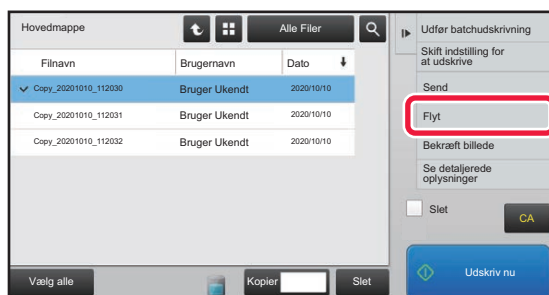 Hovedmappe
Alle Filer
Filnavn Brugernavn Dato
Copy_20201010_112030 Bruger Ukendt 2020/10/10
Copy_20201010_112031 Bruger Ukendt 2020/10/10
Copy_20201010_112032 Bruger Ukendt 2020/10/10
Vælg alle
Kopier
Slet
Udfør batchudskrivning
Skift indstilling for
at udskrive
Send
Flyt
Bekræft billede
Se detaljerede
oplysninger
Slet
CA
Udskriv nu